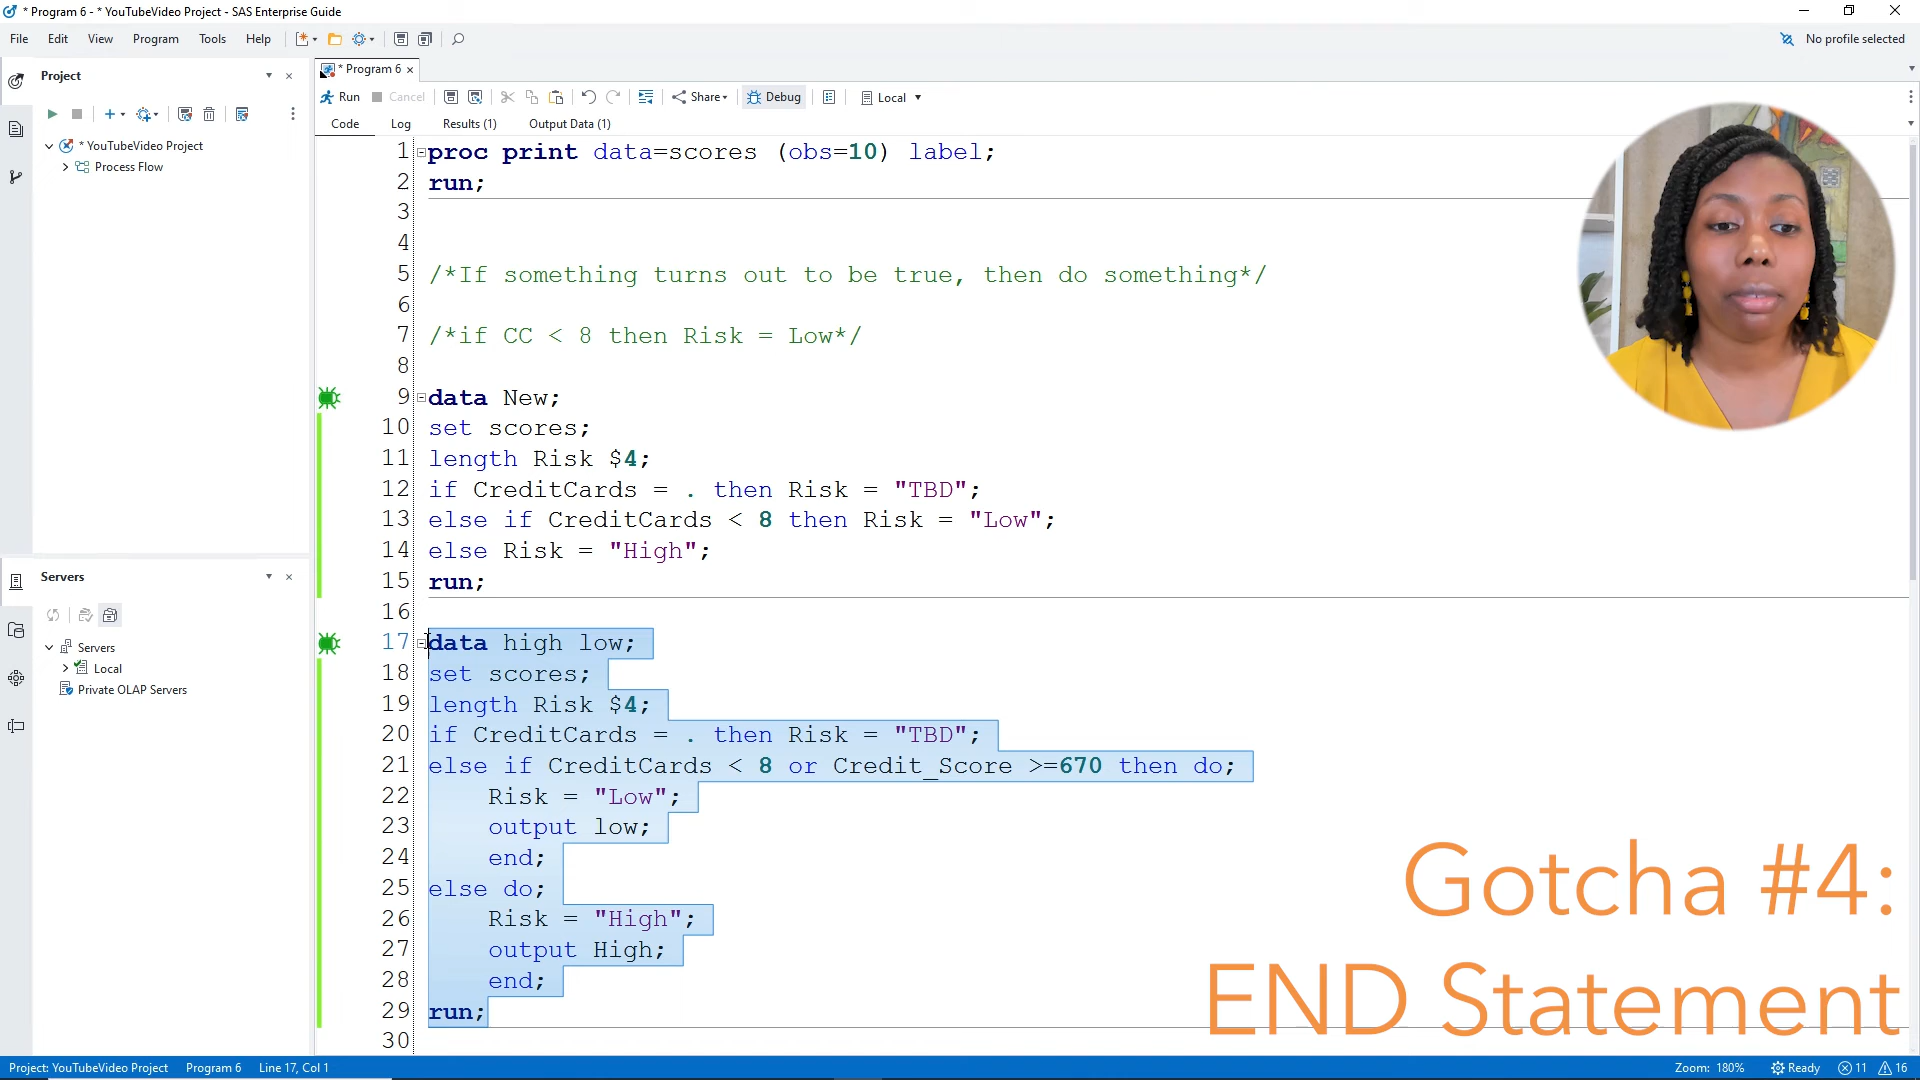 * Program 6 - * YouTubeVideo Project - SAS Enterprise Guide
File Edit View Program Tools Help
No profile selected
Project
* YouTubeVideo Project
Process Flow
Servers
Servers
Local
Private OLAP Servers
* Program 6
Run Cancel Share Debug Local
Code Log Results (1) Output Data (1)
1 proc print data=scores (obs=10) label;
2 run;
3
4
5 /*If something turns out to be true, then do something*/
6
7 /*if CC < 8 then Risk = Low*/
8
9 data New;
10 set scores;
11 length Risk $4;
12 if CreditCards = . then Risk = "TBD";
13 else if CreditCards < 8 then Risk = "Low";
14 else Risk = "High";
15 run;
16
17 data high low;
18 set scores;
19 length Risk $4;
20 if CreditCards = . then Risk = "TBD";
21 else if CreditCards < 8 or Credit_Score >=670 then do;
22 Risk = "Low";
23 output low;
24 end;
25 else do;
26 Risk = "High";
27 output High;
28 end;
29 run;
30
Gotcha #4:
END Statement
Project: YouTubeVideo Project Program 6 Line 17, Col 1
Zoom: 180% Ready 11 16